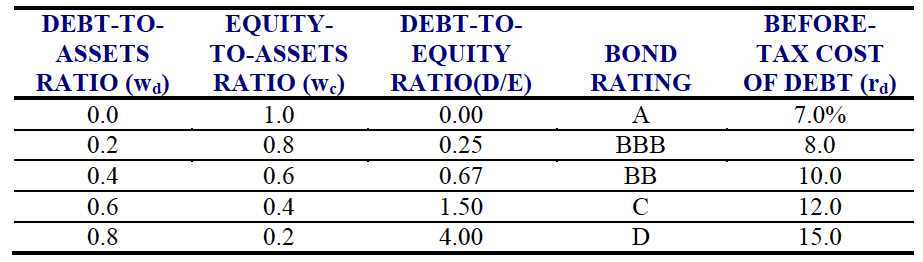 DEBT-TO- EQUITY- DEBT-TO- BEFORE-
ASSETS TO-ASSETS EQUITY BOND TAX COST
RATIO (wd) RATIO (wc) RATIO(D/E) RATING OF DEBT (rd)
0.0 1.0 0.00 A 7.0%
0.2 0.8 0.25 BBB 8.0
0.4 0.6 0.67 BB 10.0
0.6 0.4 1.50 C 12.0
0.8 0.2 4.00 D 15.0